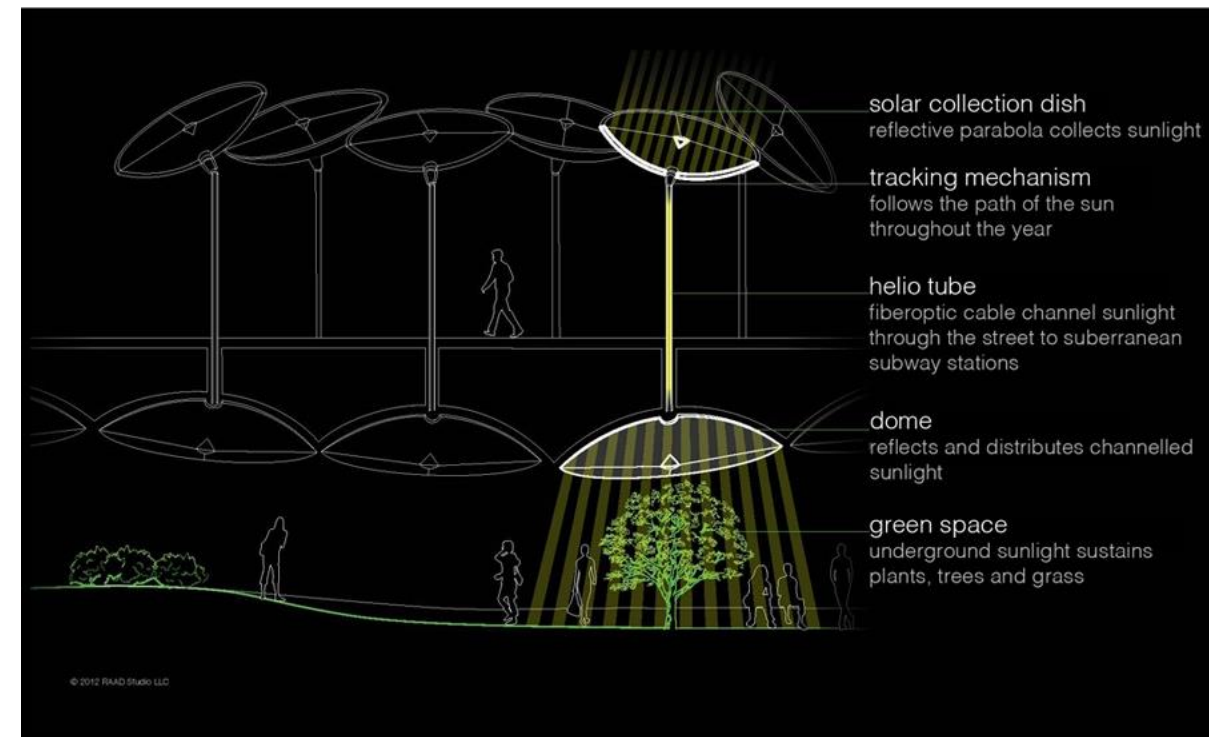 solar collection dish
reflective parabola collects sunlight
tracking mechanism
follows the path of the sun
throughout the year
helio tube
fiberoptic cable channel sunlight
through the street to suberranean
subway stations
dome
reflects and distributes channelled
sunlight
green space
underground sunlight sustains
plants, trees and grass
© 2012 RAAD Studio LLC